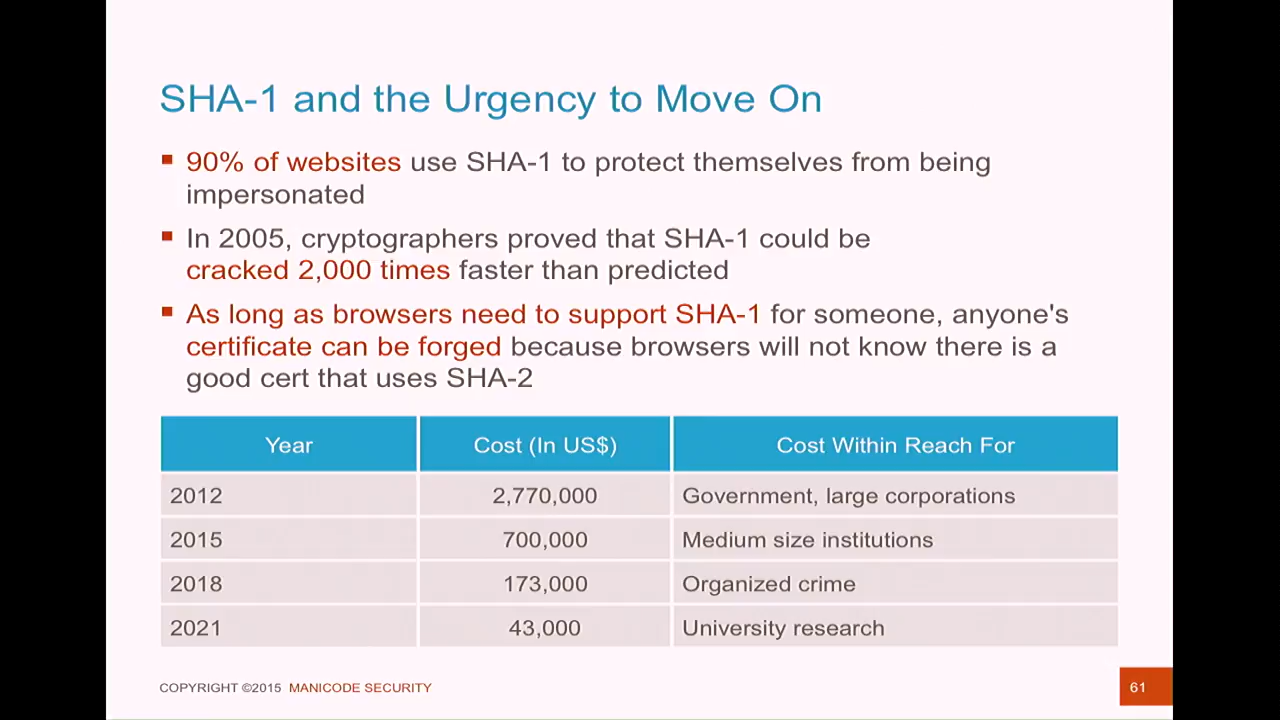 SHA-1 and the Urgency to Move On
90% of websites use SHA-1 to protect themselves from being
impersonated
In 2005, cryptographers proved that SHA-1 could be
cracked 2,000 times faster than predicted
As long as browsers need to support SHA-1 for someone, anyone's
certificate can be forged because browsers will not know there is a
good cert that uses SHA-2
Year Cost (In US$) Cost Within Reach For
2012 2,770,000 Government, large corporations
2015 700,000 Medium size institutions
2018 173,000 Organized crime
2021 43,000 University research
COPYRIGHT ©2015 MANICODE SECURITY 61